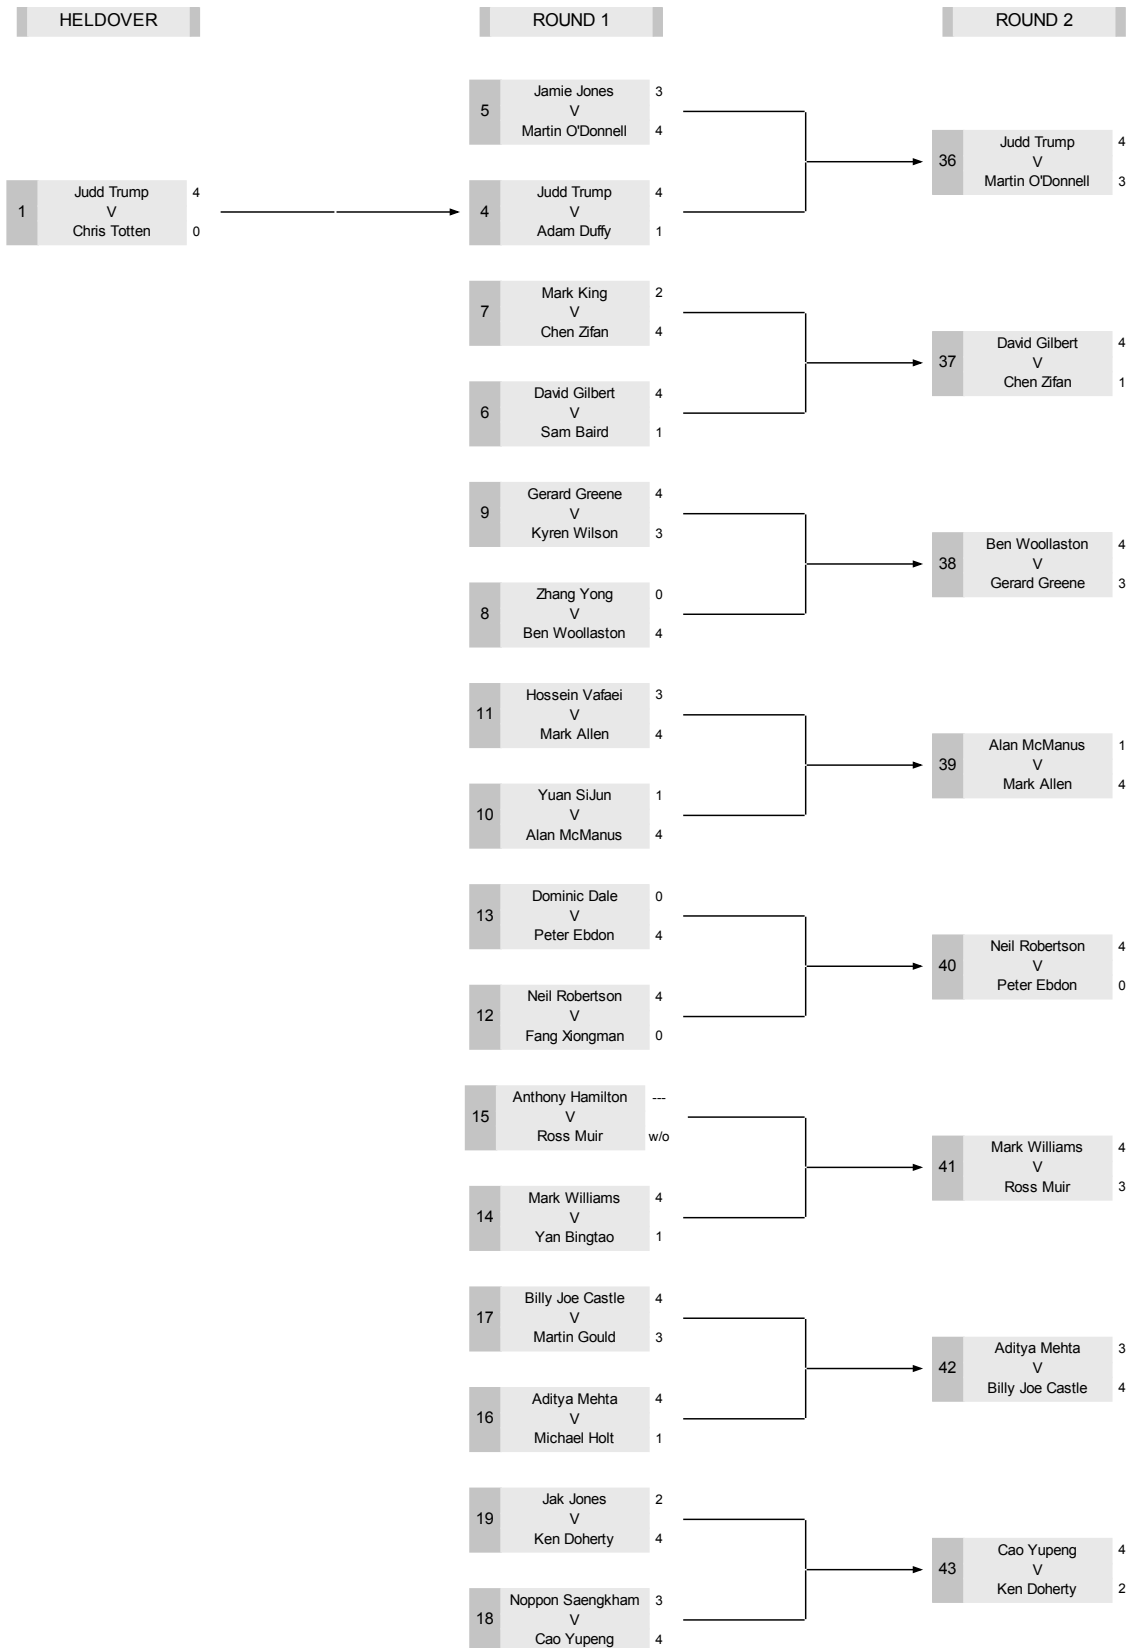 HELDOVER
ROUND 1
ROUND 2
1
Judd Trump 4
V
Chris Totten 0
5
Jamie Jones 3
V
Martin O'Donnell 4
4
Judd Trump 4
V
Adam Duffy 1
7
Mark King 2
V
Chen Zifan 4
6
David Gilbert 4
V
Sam Baird 1
9
Gerard Greene 4
V
Kyren Wilson 3
8
Zhang Yong 0
V
Ben Woollaston 4
11
Hossein Vafaei 3
V
Mark Allen 4
10
Yuan SiJun 1
V
Alan McManus 4
13
Dominic Dale 0
V
Peter Ebdon 4
12
Neil Robertson 4
V
Fang Xiongman 0
15
Anthony Hamilton ---
V
Ross Muir w/o
14
Mark Williams 4
V
Yan Bingtao 1
17
Billy Joe Castle 4
V
Martin Gould 3
16
Aditya Mehta 4
V
Michael Holt 1
19
Jak Jones 2
V
Ken Doherty 4
18
Noppon Saengkham 3
V
Cao Yupeng 4
36
Judd Trump 4
V
Martin O'Donnell 3
37
David Gilbert 4
V
Chen Zifan 1
38
Ben Woollaston 4
V
Gerard Greene 3
39
Alan McManus 1
V
Mark Allen 4
40
Neil Robertson 4
V
Peter Ebdon 0
41
Mark Williams 4
V
Ross Muir 3
42
Aditya Mehta 3
V
Billy Joe Castle 4
43
Cao Yupeng 4
V
Ken Doherty 2